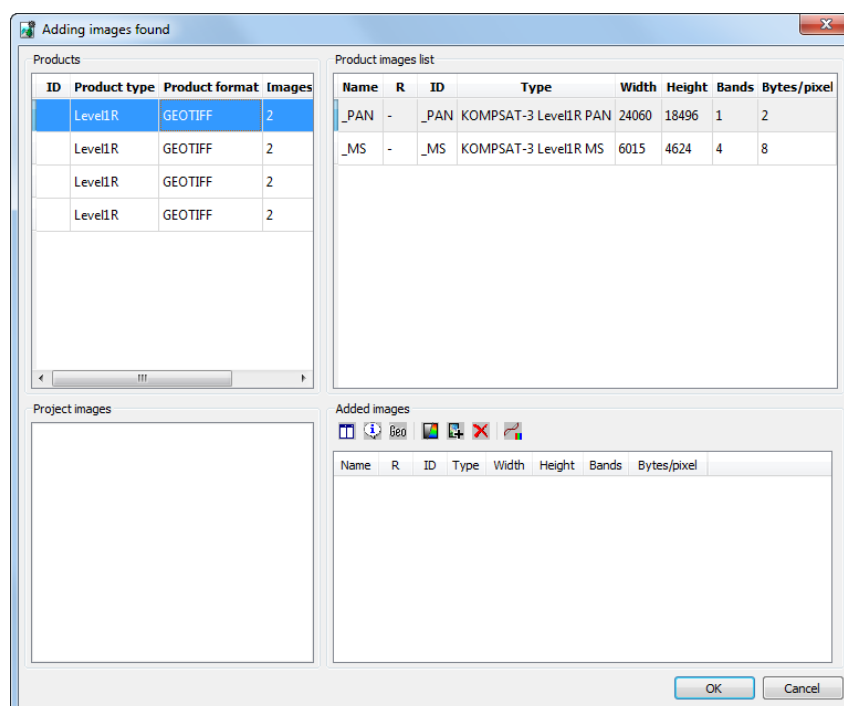 Adding images found
Products
ID Product type Product format Images
Level1R GEOTIFF 2
Level1R GEOTIFF 2
Level1R GEOTIFF 2
Level1R GEOTIFF 2
Product images list
Name R ID Type Width Height Bands Bytes/pixel
_PAN - _PAN KOMPSAT-3 Level1R PAN 24060 18496 1 2
_MS - _MS KOMPSAT-3 Level1R MS 6015 4624 4 8
Project images
Added images
Geo
Name R ID Type Width Height Bands Bytes/pixel
OK Cancel